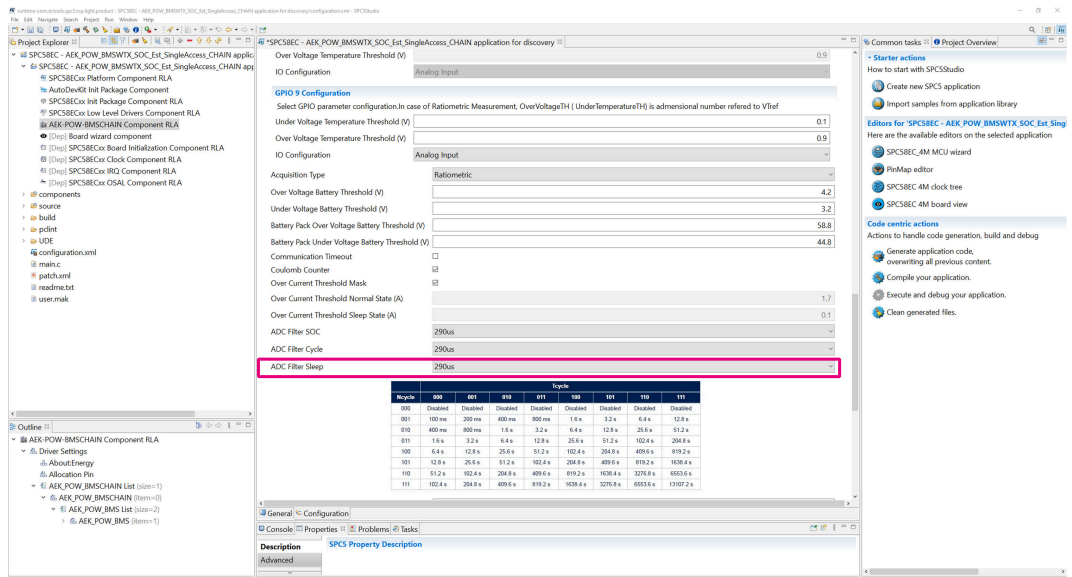 runtime-com.st.tools.spc5.rcp.light.product - SPC58EC - AEK_POW_BMSWTX_SOC_Est_SingleAccess_CHAIN application for discovery/configuration.xml - SPC5Studio
File Edit Navigate Search Project Run Window Help
Project Explorer
SPC58EC - AEK_POW_BMSWTX_SOC_Est_SingleAccess_CHAIN applic
SPC58EC - AEK_POW_BMSWTX_SOC_Est_SingleAccess_CHAIN app
SPC58ECxx Platform Component RLA
AutoDevKit Init Package Component
SPC58ECxx Init Package Component RLA
SPC58ECxx Low Level Drivers Component RLA
AEK-POW-BMSCHAIN Component RLA
[Dep] Board wizard component
[Dep] SPC58ECxx Board Initialization Component RLA
[Dep] SPC58ECxx Clock Component RLA
[Dep] SPC58ECxx IRQ Component RLA
[Dep] SPC58ECxx OSAL Component RLA
components
source
build
pclint
UDE
configuration.xml
main.c
patch.xml
readme.txt
user.mak
Outline
AEK-POW-BMSCHAIN Component RLA
Driver Settings
About:Energy
Allocation Pin
AEK_POW_BMSCHAIN List (size=1)
AEK_POW_BMSCHAIN (item=0)
AEK_POW_BMS List (size=2)
AEK_POW_BMS (item=1)
*SPC58EC - AEK_POW_BMSWTX_SOC_Est_SingleAccess_CHAIN application for discovery
Over Voltage Temperature Threshold (V) 0.9
IO Configuration Analog Input
GPIO 9 Configuration
Select GPIO parameter configuration.In case of Ratiometric Measurement, OverVoltageTH ( UnderTemperatureTH) is admensional number refered to VTref
Under Voltage Temperature Threshold (V) 0.1
Over Voltage Temperature Threshold (V) 0.9
IO Configuration Analog Input
Acquisition Type Ratiometric
Over Voltage Battery Threshold (V) 4.2
Under Voltage Battery Threshold (V) 3.2
Battery Pack Over Voltage Battery Threshold (V) 58.8
Battery Pack Under Voltage Battery Threshold (V) 44.8
Communication Timeout
Coulomb Counter
Over Current Threshold Mask
Over Current Threshold Normal State (A) 1.7
Over Current Threshold Sleep State (A) 0.1
ADC Filter SOC 290us
ADC Filter Cycle 290us
ADC Filter Sleep 290us
Tcycle
Ncycle 000 001 010 011 100 101 110 111
000 Disabled Disabled Disabled Disabled Disabled Disabled Disabled Disabled
001 100 ms 200 ms 400 ms 800 ms 1.6 s 3.2 s 6.4 s 12.8 s
010 400 ms 800 ms 1.6 s 3.2 s 6.4 s 12.8 s 25.6 s 51.2 s
011 1.6 s 3.2 s 6.4 s 12.8 s 25.6 s 51.2 s 102.4 s 204.8 s
100 6.4 s 12.8 s 25.6 s 51.2 s 102.4 s 204.8 s 409.6 s 819.2 s
101 12.8 s 25.6 s 51.2 s 102.4 s 204.8 s 409.6 s 819.2 s 1638.4 s
110 51.2 s 102.4 s 204.8 s 409.6 s 819.2 s 1638.4 s 3276.8 s 6553.6 s
111 102.4 s 204.8 s 409.6 s 819.2 s 1638.4 s 3276.8 s 6553.6 s 13107.2 s
General Configuration
Console Properties Problems Tasks
Description SPC5 Property Description
Advanced
Common tasks Project Overview
Starter actions
How to start with SPC5Studio
Create new SPC5 application
Import samples from application library
Editors for 'SPC58EC - AEK_POW_BMSWTX_SOC_Est_Sing
Here are the available editors on the selected application
SPC58EC_4M MCU wizard
PinMap editor
SPC58EC 4M clock tree
SPC58EC 4M board view
Code centric actions
Actions to handle code generation, build and debug
Generate application code,
overwriting all previous content.
Compile your application.
Execute and debug your application.
Clean generated files.